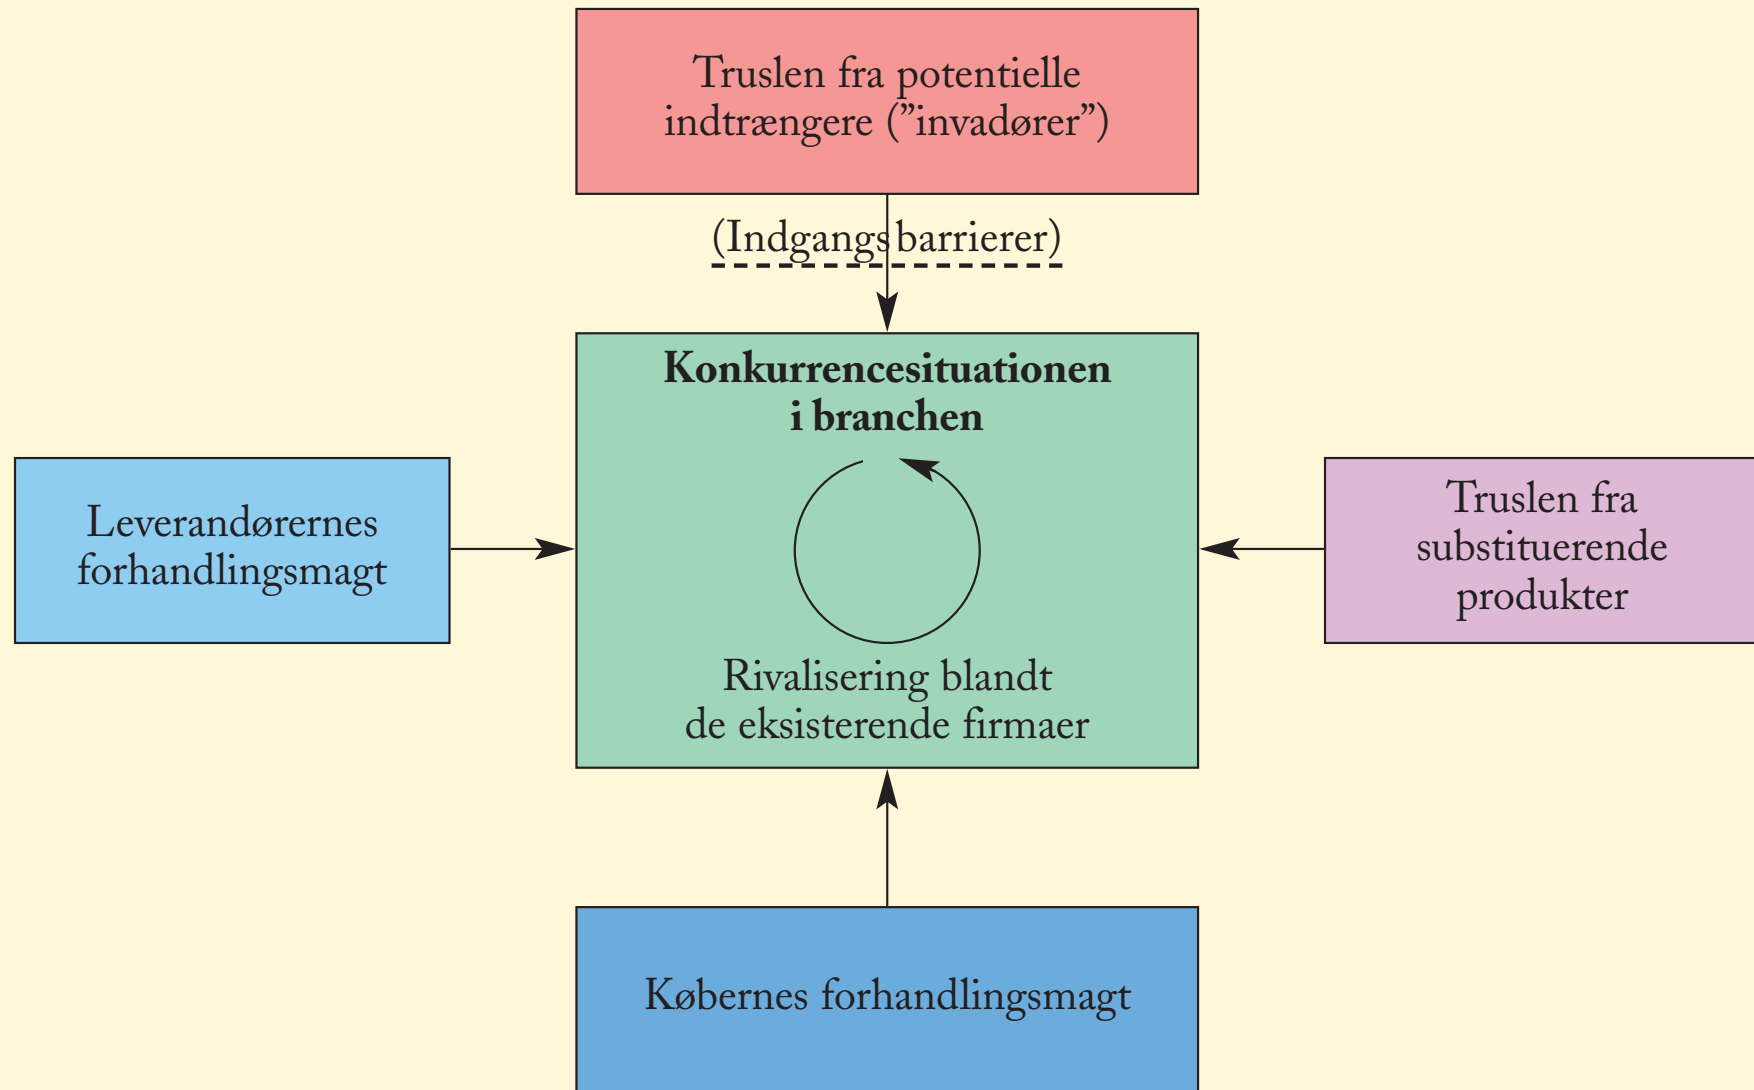 Truslen fra potentielle
indtrængere (”invadører”)
(Indgangsbarrierer)
Konkurrencesituationen
i branchen
Leverandørernes
forhandlingsmagt
Truslen fra
substituerende
produkter
Rivalisering blandt
de eksisterende firmaer
Købernes forhandlingsmagt